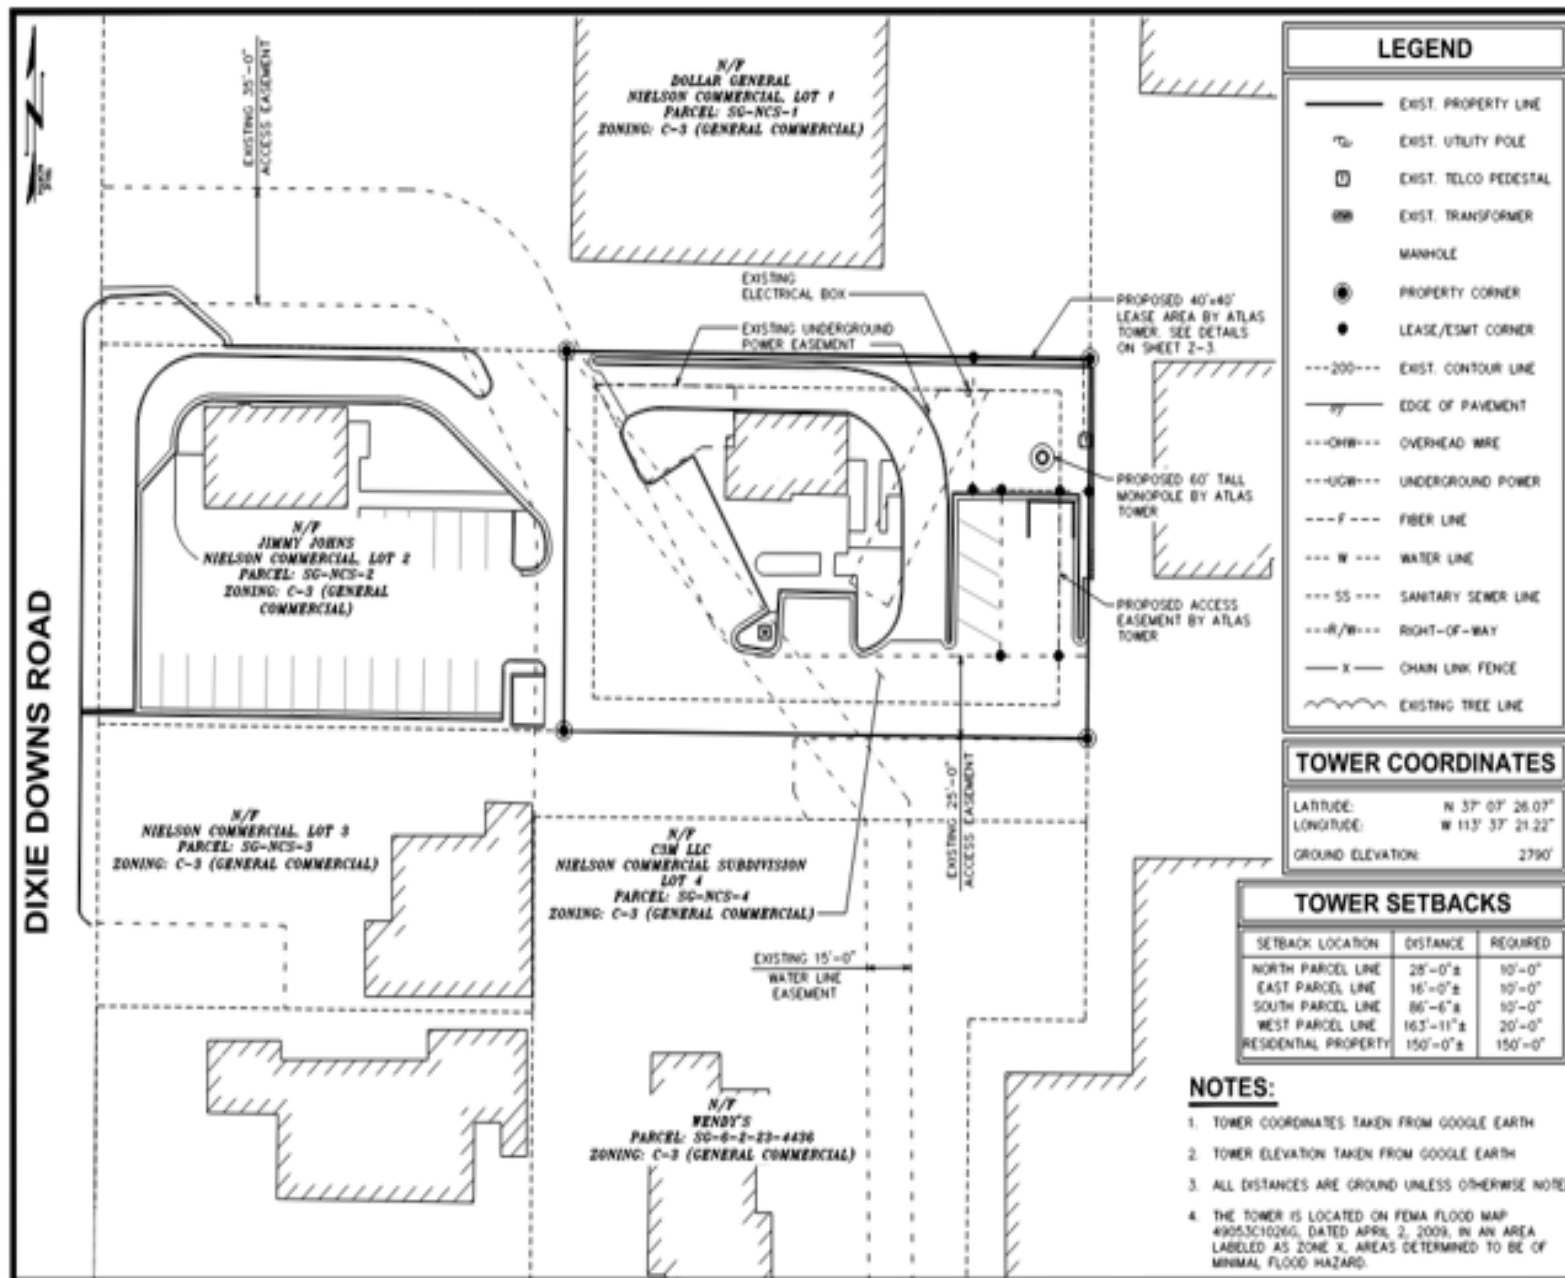 EXISTING 35'-0"
ACCESS EASEMENT
N/F
DOLLAR GENERAL
NIELSON COMMERCIAL, LOT 1
PARCEL: SG-NCS-1
ZONING: C-3 (GENERAL COMMERCIAL)
EXISTING
ELECTRICAL BOX
EXISTING UNDERGROUND
POWER EASEMENT
PROPOSED 40'x40'
LEASE AREA BY ATLAS
TOWER. SEE DETAILS
ON SHEET Z-3.
PROPOSED 60' TALL
MONOPOLE BY ATLAS
TOWER
PROPOSED ACCESS
EASEMENT BY ATLAS
TOWER
N/F
JIMMY JOHNS
NIELSON COMMERCIAL, LOT 2
PARCEL: SG-NCS-2
ZONING: C-3 (GENERAL
COMMERCIAL)
DIXIE DOWNS ROAD
N/F
NIELSON COMMERCIAL, LOT 3
PARCEL: SG-NCS-3
ZONING: C-3 (GENERAL COMMERCIAL)
N/F
CSM LLC
NIELSON COMMERCIAL SUBDIVISION
LOT 4
PARCEL: SG-NCS-4
ZONING: C-3 (GENERAL COMMERCIAL)
EXISTING 25'-0"
ACCESS EASEMENT
EXISTING 15'-0"
WATER LINE
EASEMENT
N/F
WENDY'S
PARCEL: SG-6-2-23-4436
ZONING: C-3 (GENERAL COMMERCIAL)
LEGEND
EXIST. PROPERTY LINE
EXIST. UTILITY POLE
T EXIST. TELCO PEDESTAL
EXIST. TRANSFORMER
MANHOLE
PROPERTY CORNER
LEASE/ESMT CORNER
---200--- EXIST. CONTOUR LINE
EDGE OF PAVEMENT
---OHW--- OVERHEAD WIRE
---UGW--- UNDERGROUND POWER
---F--- FIBER LINE
---W--- WATER LINE
---SS--- SANITARY SEWER LINE
---R/W--- RIGHT-OF-WAY
—X— CHAIN LINK FENCE
EXISTING TREE LINE
TOWER COORDINATES
LATITUDE: N 37° 07' 26.07"
LONGITUDE: W 113° 37' 21.22"
GROUND ELEVATION: 2790'
TOWER SETBACKS
SETBACK LOCATION DISTANCE REQUIRED
NORTH PARCEL LINE 28'-0"± 10'-0"
EAST PARCEL LINE 16'-0"± 10'-0"
SOUTH PARCEL LINE 86'-6"± 10'-0"
WEST PARCEL LINE 163'-11"± 20'-0"
RESIDENTIAL PROPERTY 150'-0"± 150'-0"
NOTES:
1. TOWER COORDINATES TAKEN FROM GOOGLE EARTH
2. TOWER ELEVATION TAKEN FROM GOOGLE EARTH
3. ALL DISTANCES ARE GROUND UNLESS OTHERWISE NOTE
4. THE TOWER IS LOCATED ON FEMA FLOOD MAP
49053C1026G, DATED APRIL 2, 2009, IN AN AREA
LABELED AS ZONE X, AREAS DETERMINED TO BE OF
MINIMAL FLOOD HAZARD.